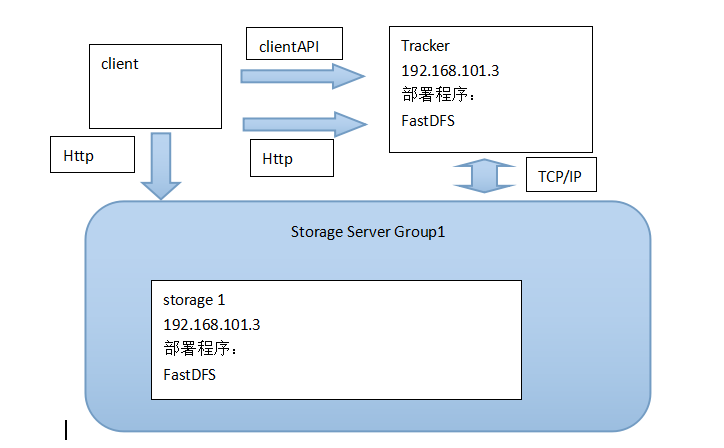 client
clientAPI
Tracker
192.168.101.3
部署程序：
FastDFS
Http
Http
TCP/IP
Storage Server Group1
storage 1
192.168.101.3
部署程序：
FastDFS